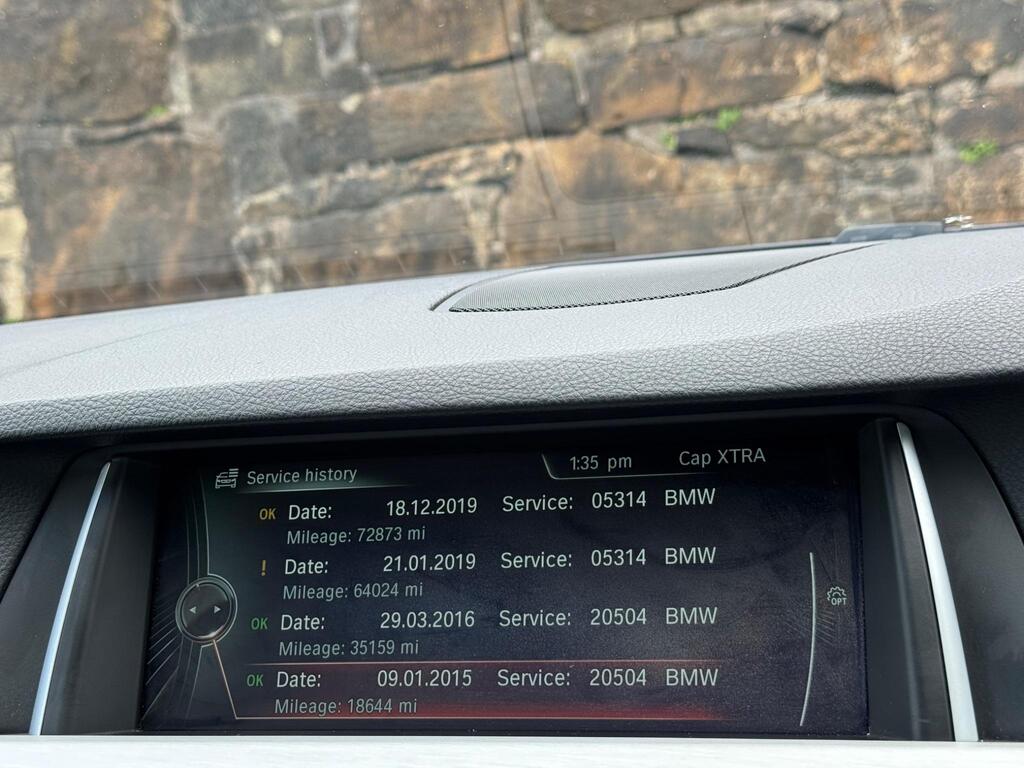 Service history
1:35 pm
Cap XTRA
OK Date: 18.12.2019 Service: 05314 BMW
Mileage: 72873 mi
! Date: 21.01.2019 Service: 05314 BMW
Mileage: 64024 mi
OK Date: 29.03.2016 Service: 20504 BMW
Mileage: 35159 mi
OK Date: 09.01.2015 Service: 20504 BMW
Mileage: 18644 mi
OPT